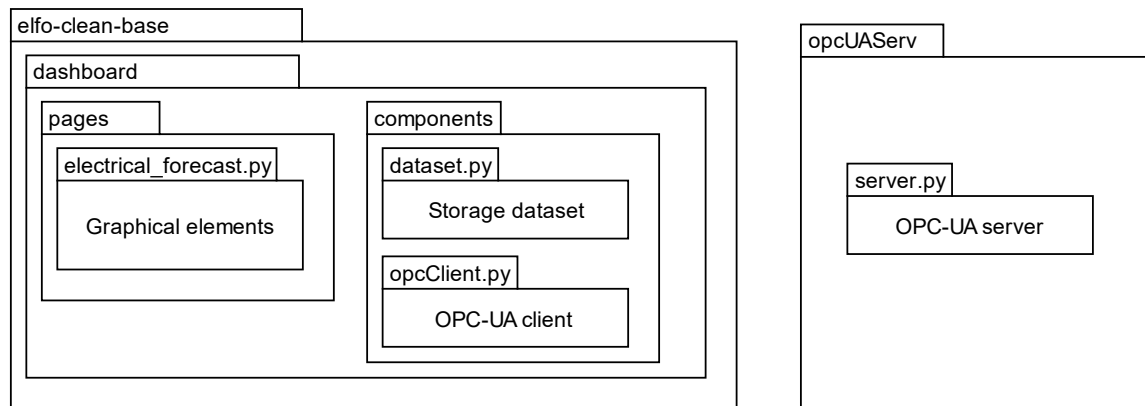 elfo-clean-base
dashboard
pages
electrical_forecast.py
Graphical elements
components
dataset.py
Storage dataset
opcClient.py
OPC-UA client
opcUAServ
server.py
OPC-UA server